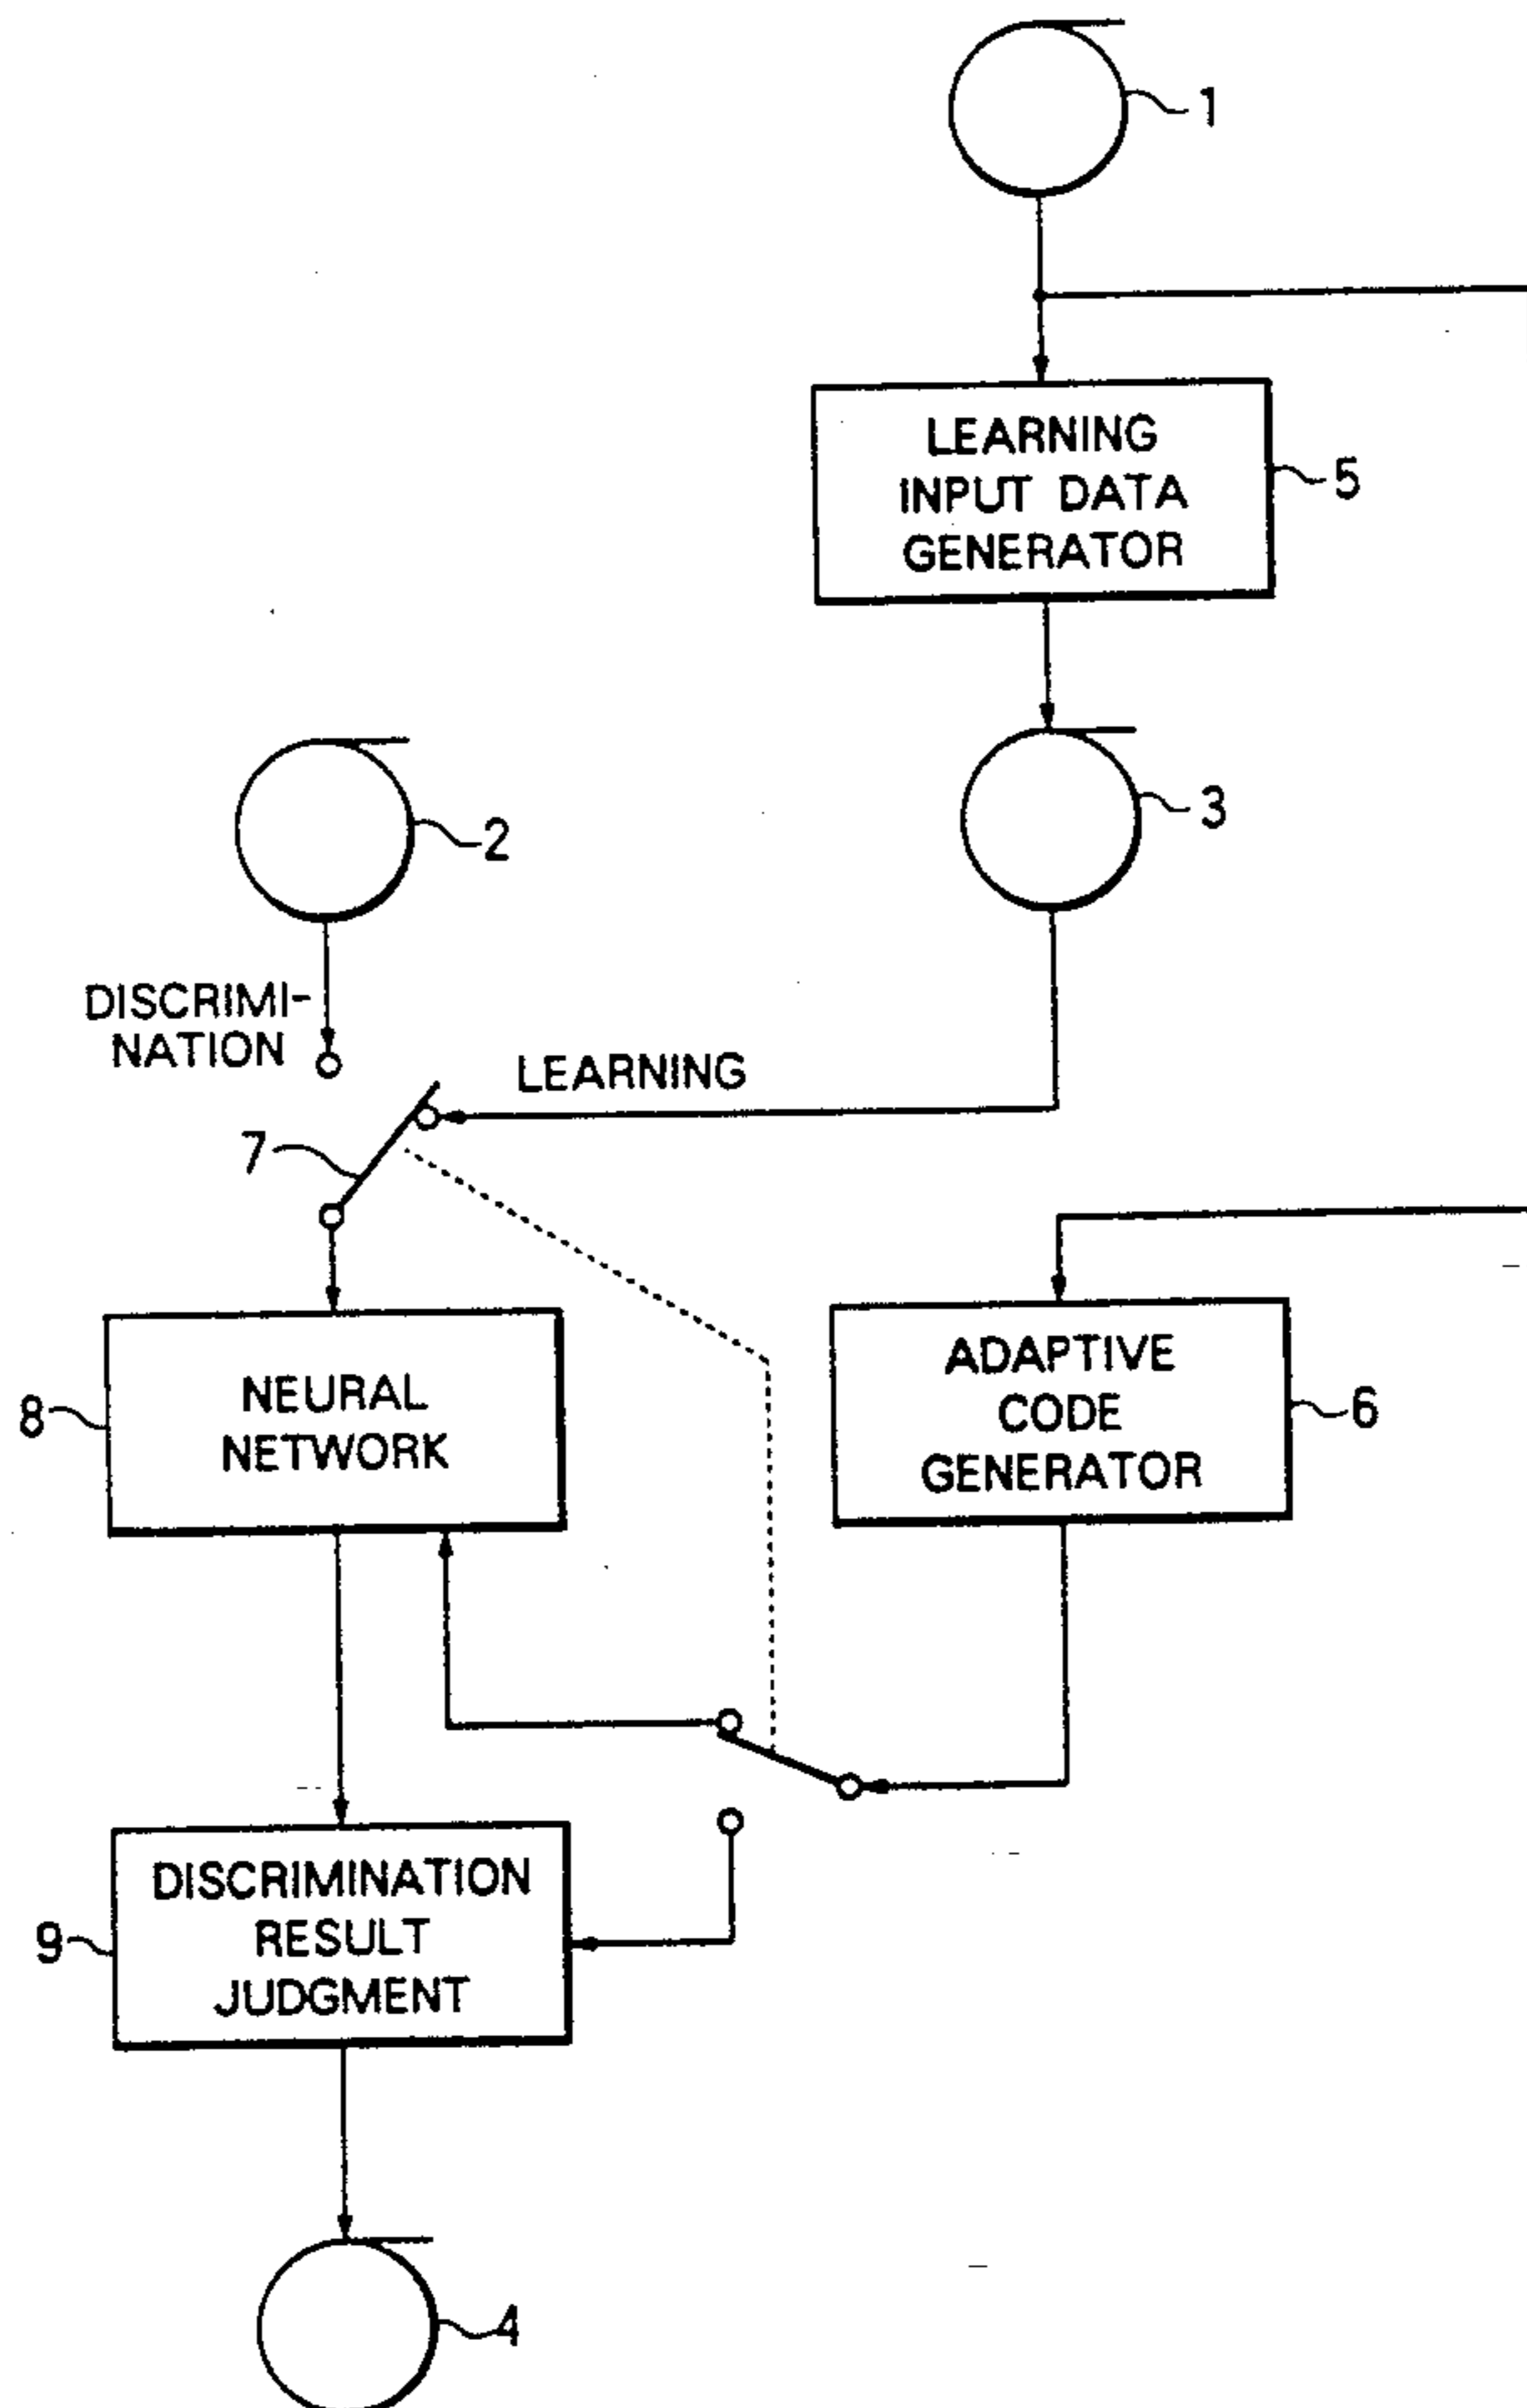 1
LEARNING
INPUT DATA
GENERATOR
5
2
3
DISCRIMI-
NATION
LEARNING
7
NEURAL
NETWORK
8
ADAPTIVE
CODE
GENERATOR
6
DISCRIMINATION
RESULT
JUDGMENT
9
4